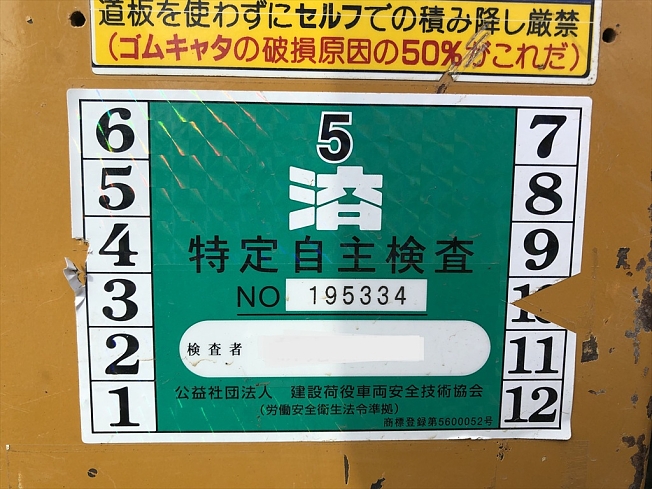 道板を使わずにセルフでの積み降し厳禁
(ゴムキャタの破損原因の50%がこれだ)
5
済
特定自主検査
NO 195334
検査者
公益社団法人 建設荷役車両安全技術協会
(労働安全衛生法令準拠)
商標登録第5600052号
6
5
4
3
2
1
7
8
9
11
12